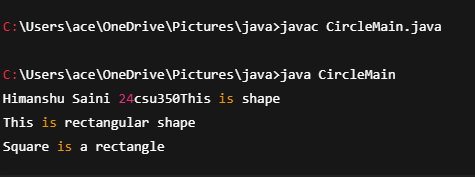 C:\Users\ace\OneDrive\Pictures\java>javac CircleMain.java
C:\Users\ace\OneDrive\Pictures\java>java CircleMain
Himanshu Saini 24csu350This is shape
This is rectangular shape
Square is a rectangle